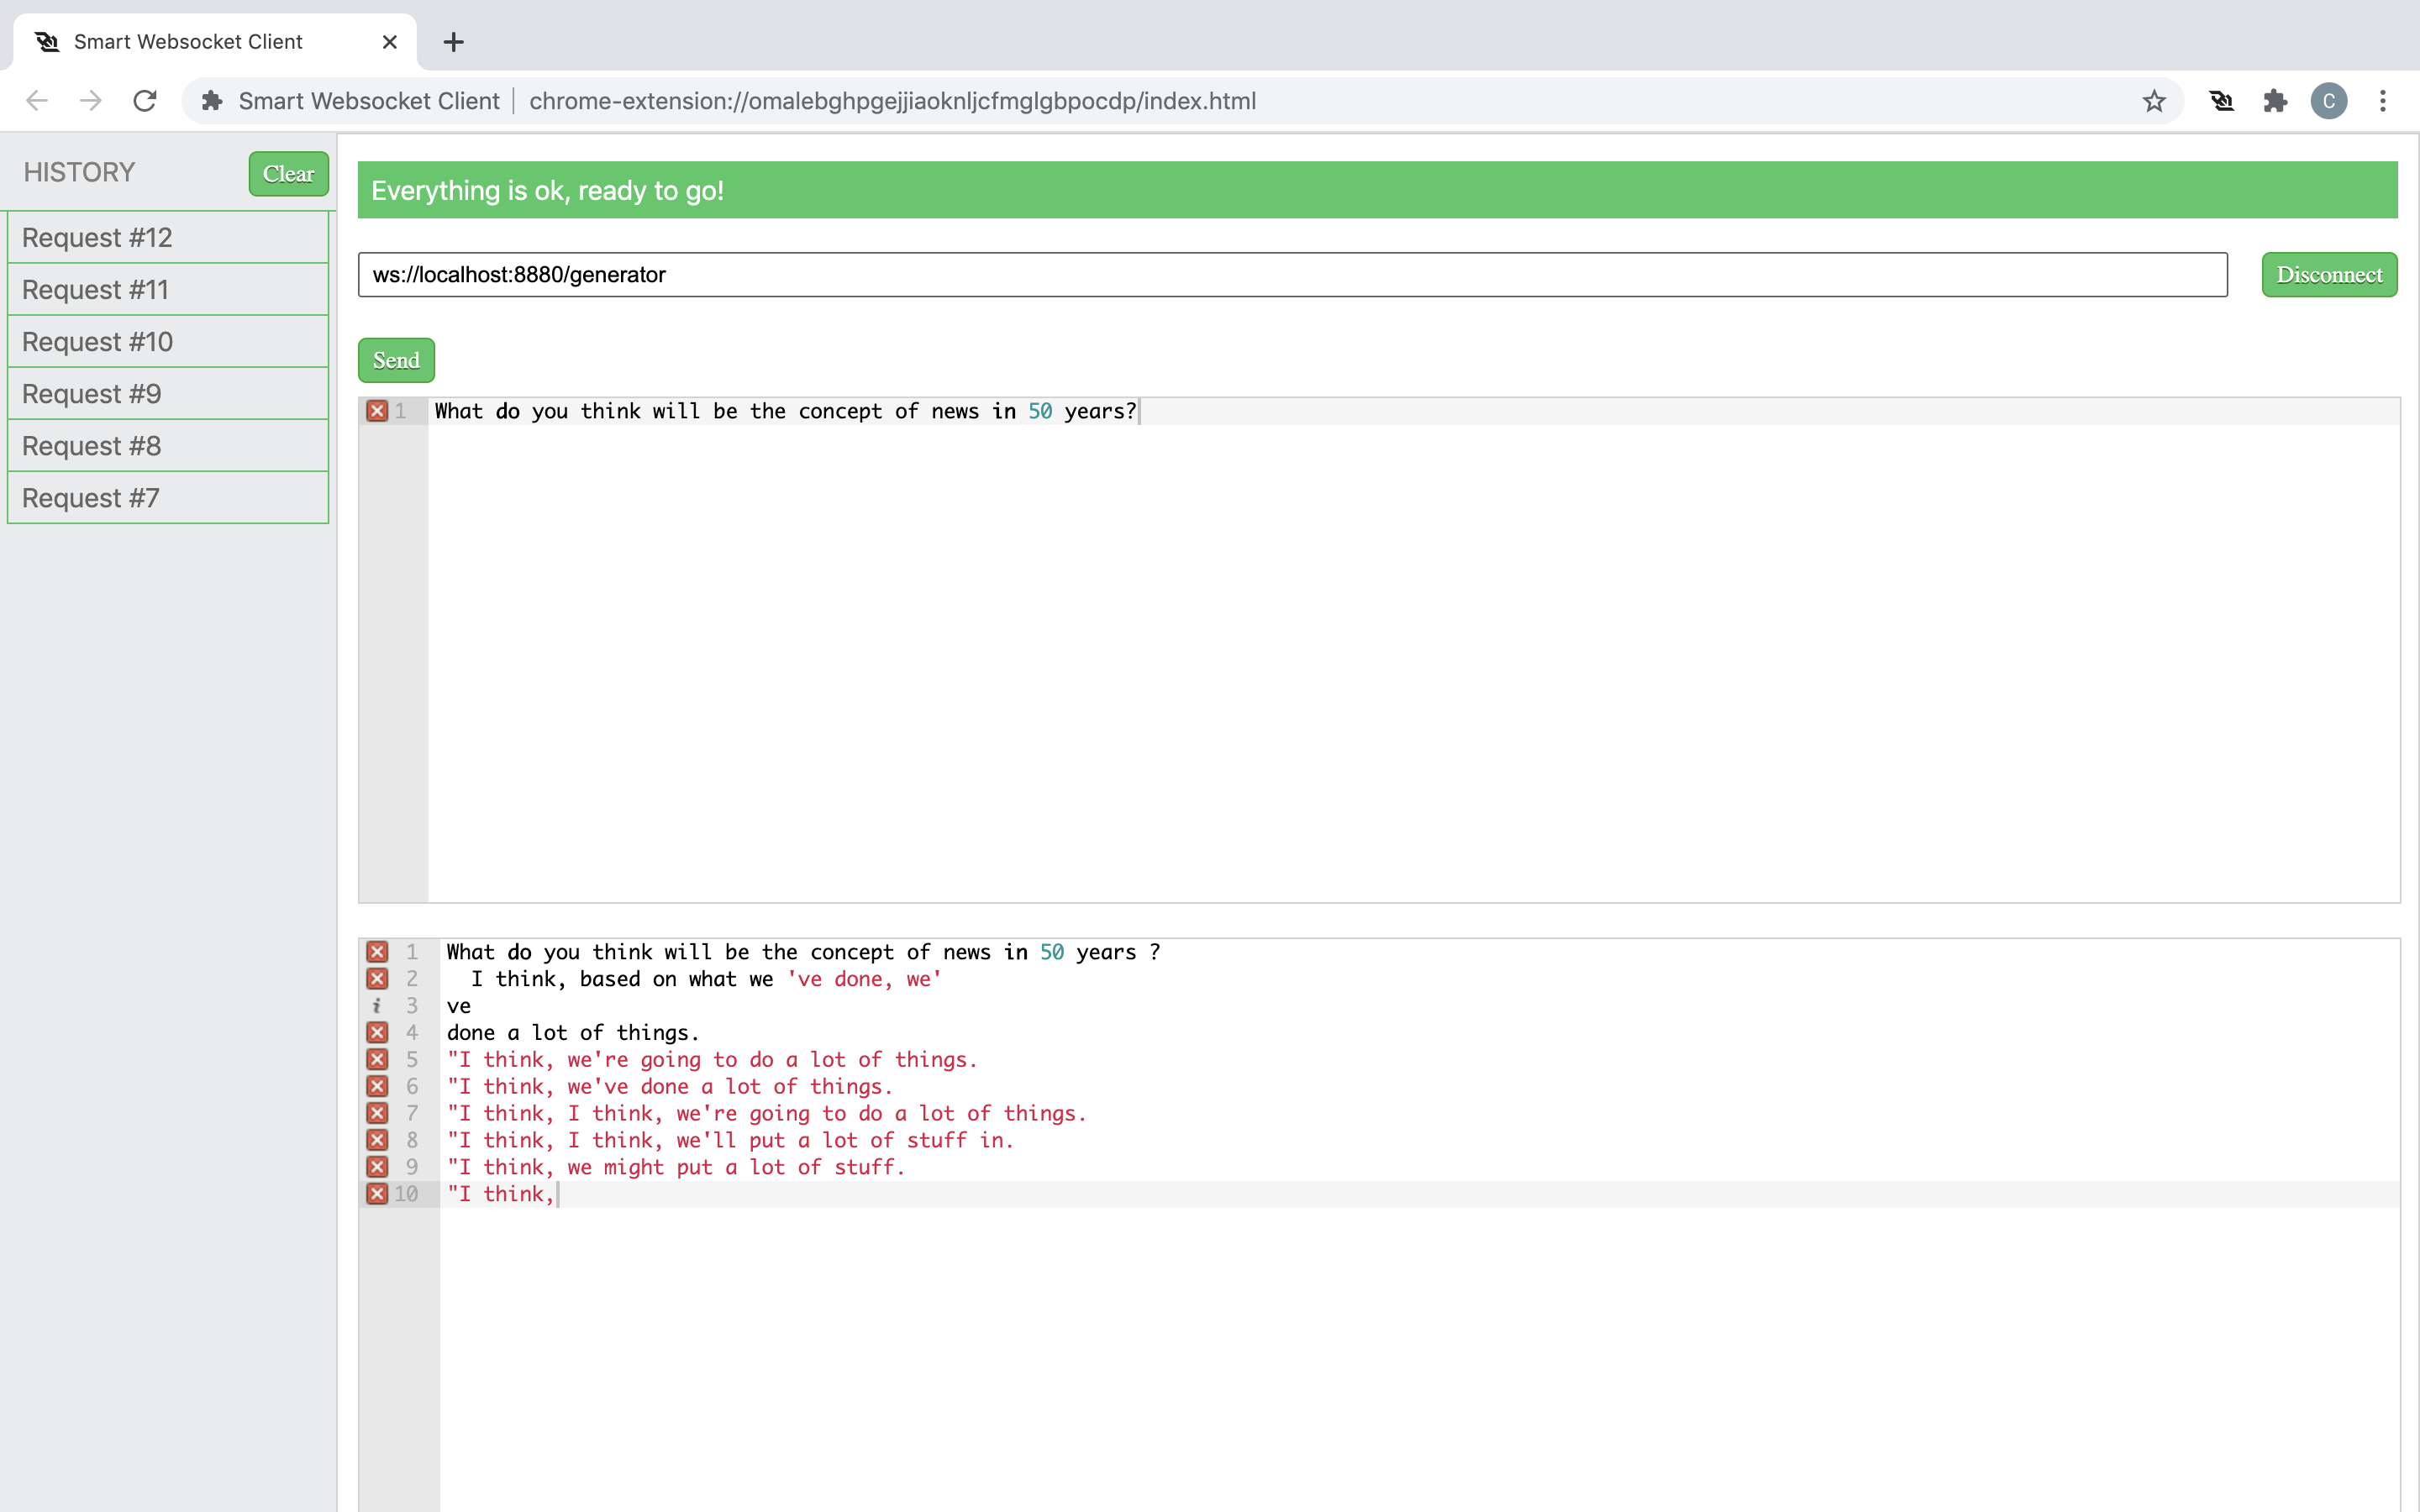 Smart Websocket Client
Smart Websocket Client | chrome-extension://omalebghpgejjiaoknljcfmglgbpocdp/index.html
C
HISTORY
Clear
Request #12
Request #11
Request #10
Request #9
Request #8
Request #7
Everything is ok, ready to go!
ws://localhost:8880/generator
Disconnect
Send
1 What do you think will be the concept of news in 50 years?
1 What do you think will be the concept of news in 50 years ?
2 I think, based on what we 've done, we'
i 3 ve
4 done a lot of things.
5 "I think, we're going to do a lot of things.
6 "I think, we've done a lot of things.
7 "I think, I think, we're going to do a lot of things.
8 "I think, I think, we'll put a lot of stuff in.
9 "I think, we might put a lot of stuff.
10 "I think,